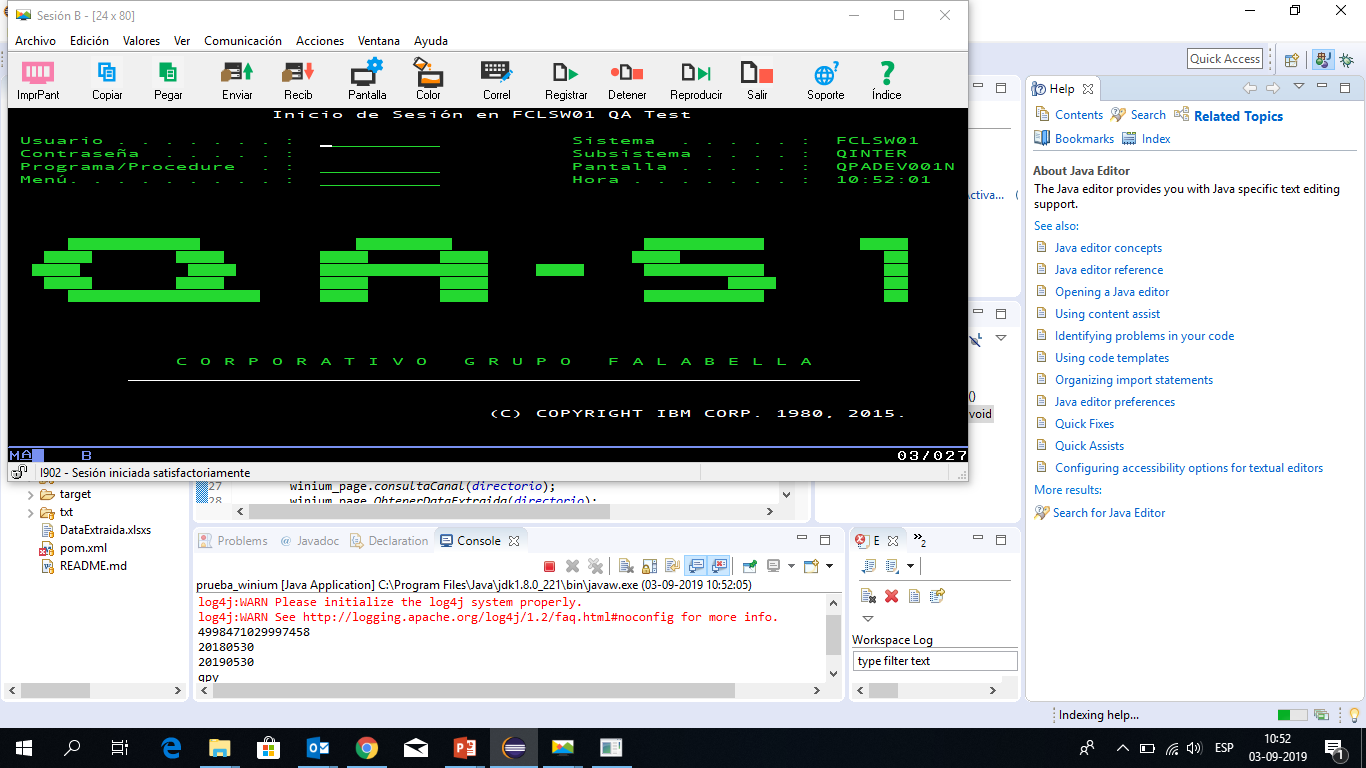 Sesión B - [24 x 80]
Archivo Edición Valores Ver Comunicación Acciones Ventana Ayuda
ImprPant Copiar Pegar Enviar Recib Pantalla Color Correl Registrar Detener Reproducir Salir Soporte Índice
Inicio de Sesión en FCLSW01 QA Test
Usuario . . . . . . : Sistema . . . . . : FCLSW01
Contraseña . . . . . . : Subsistema . . . . : QINTER
Programa/Procedure . : Pantalla . . . . . : QPADEV001N
Menú. . . . . . . . : Hora . . . . . . . : 10:52:01
QA-S1
CORPORATIVO GRUPO FALABELLA
(C) COPYRIGHT IBM CORP. 1980, 2015.
MA B 03/027
I902 - Sesión iniciada satisfactoriamente
Quick Access
Activa...
()
void
Help
Contents Search Related Topics
Bookmarks Index
About Java Editor
The Java editor provides you with Java specific text editing
support.
See also:
Java editor concepts
Java editor reference
Opening a Java editor
Using content assist
Identifying problems in your code
Using code templates
Organizing import statements
Java editor preferences
Quick Fixes
Quick Assists
Configuring accessibility options for textual editors
More results:
Search for Java Editor
target
txt
DataExtraida.xlsxs
pom.xml
README.md
27 winium_page.consultaCanal(directorio);
28 winium_page.ObtenerDataExtraida(directorio);
Problems Javadoc Declaration Console
prueba_winium [Java Application] C:\Program Files\Java\jdk1.8.0_221\bin\javaw.exe (03-09-2019 10:52:05)
log4j:WARN Please initialize the log4j system properly.
log4j:WARN See http://logging.apache.org/log4j/1.2/faq.html#noconfig for more info.
4998471029997458
20180530
20190530
qpv
E
2
Workspace Log
type filter text
Indexing help...
ESP
10:52
03-09-2019
1